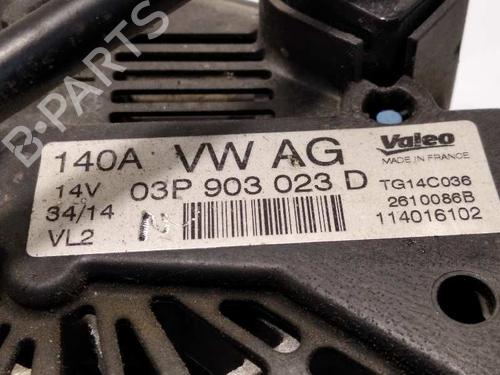 B-PARTS
140A VW AG
14V 03P 903 023 D
34/14
VL2
Valeo
MADE IN FRANCE
TG14C036
2610086B
114016102